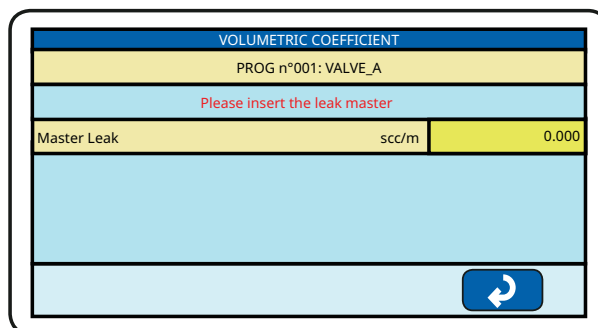 VOLUMETRIC COEFFICIENT
PROG n°001: VALVE_A
Please insert the leak master
Master Leak scc/m 0.000